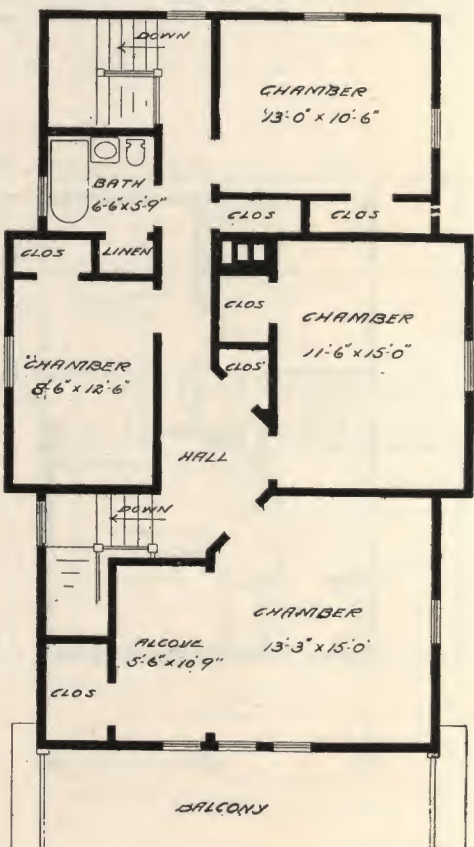 DOWN
CHAMBER
13'-0" x 10'-6"
BATH
6'-6" x 5'-9"
CLOS
CLOS
CLOS
LINEN
CLOS
CHAMBER
11'-6" x 15'-0"
CLOS
CHAMBER
8'-6" x 12'-6"
HALL
DOWN
CHAMBER
13'-3" x 15'-0"
ALCOVE
5'-6" x 10'9"
CLOS
BALCONY